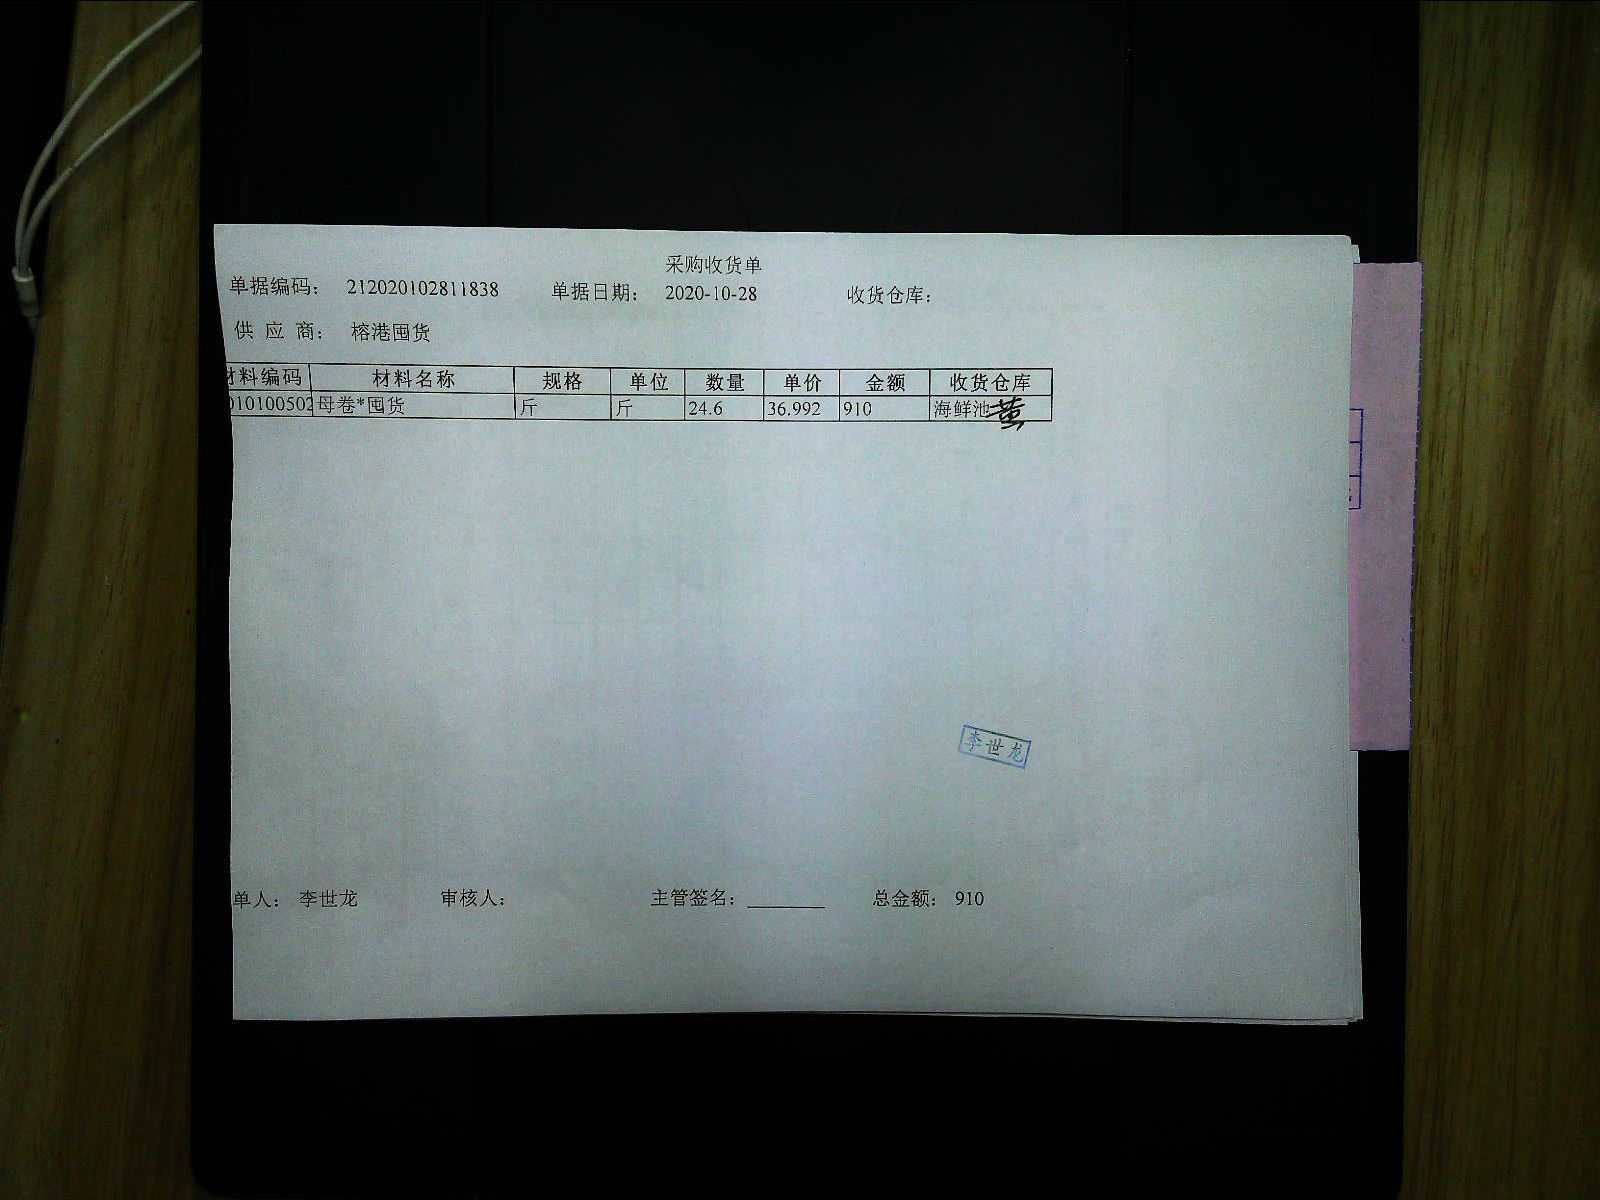 采购收货单
单据编码： 212020102811838 单据日期： 2020-10-28 收货仓库：
供 应 商： 榕港囤货
材料编码 材料名称 规格 单位 数量 单价 金额 收货仓库
010100502 母卷*囤货 斤 斤 24.6 36.992 910 海鲜池 黄
李世龙
单人： 李世龙 审核人： 主管签名： 总金额： 910